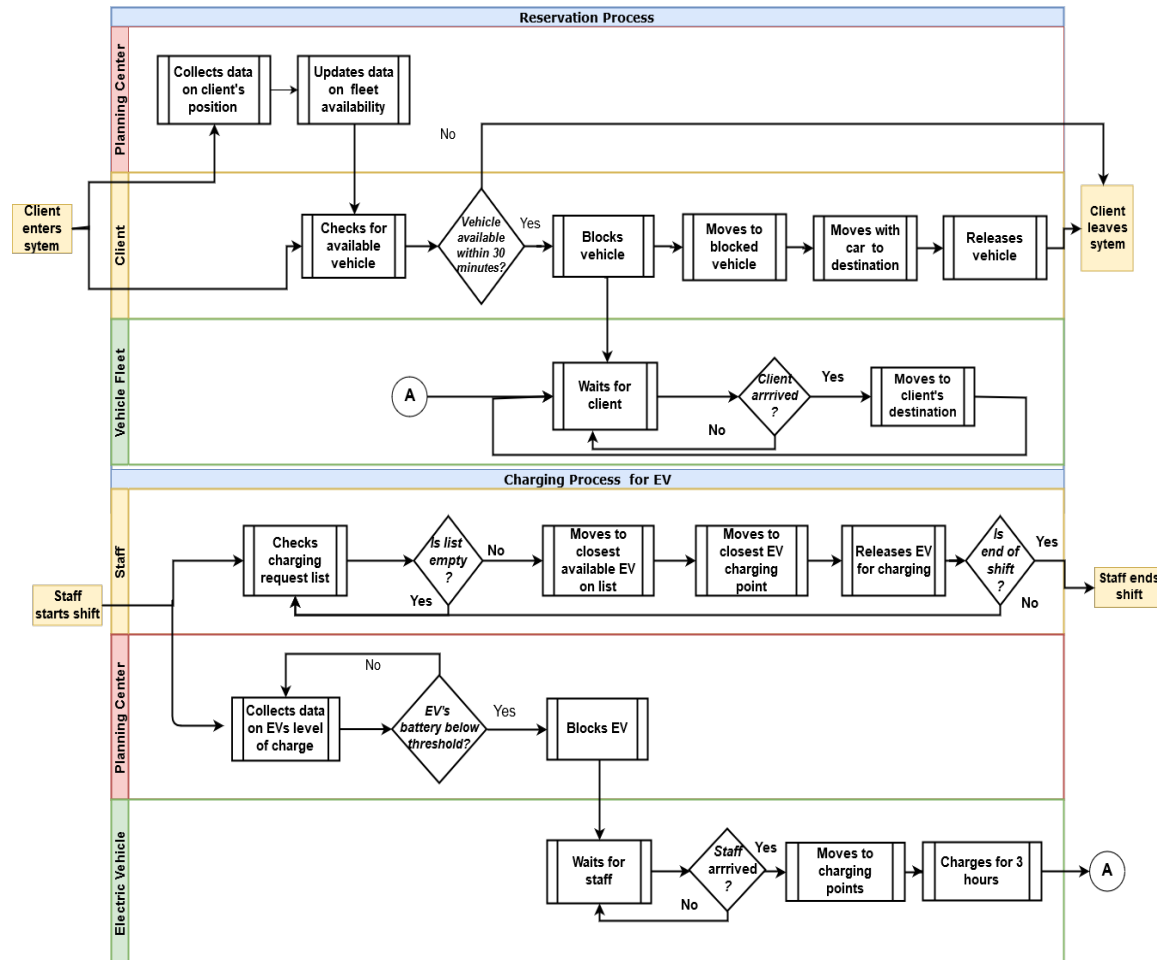 Reservation Process
Planning Center
Collects data
on client's
position
Updates data
on fleet
availability
No
Client
enters
sytem
Client
Checks for
available
vehicle
Vehicle
available
within 30
minutes?
Yes
Blocks
vehicle
Moves to
blocked
vehicle
Moves with
car to
destination
Releases
vehicle
Client
leaves
sytem
Vehicle Fleet
A
Waits for
client
Client
arrrived
?
Yes
No
Moves to
client's
destination
Charging Process for EV
Staff
starts shift
Staff
Checks
charging
request list
Is list
empty
?
No
Yes
Moves to
closest
available EV
on list
Moves to
closest EV
charging
point
Releases EV
for charging
Is
end of
shift
?
Yes
No
Staff ends
shift
Planning Center
No
Collects data
on EVs level
of charge
EV's
battery below
threshold?
Yes
Blocks EV
Electric Vehicle
Waits for
staff
Staff
arrrived
?
Yes
No
Moves to
charging
points
Charges for 3
hours
A